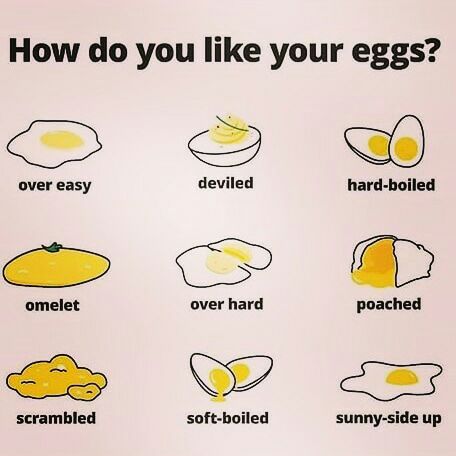 How do you like your eggs?
over easy
deviled
hard-boiled
omelet
over hard
poached
scrambled
soft-boiled
sunny-side up